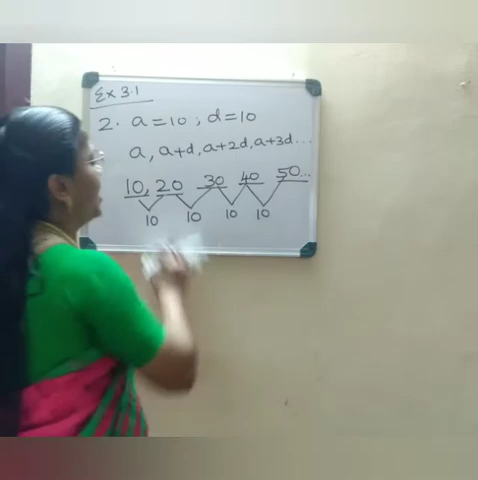 Ex 3.1
2. a = 10 , d = 10
a, a+d, a+2d, a+3d...
10, 20 30 40 50...
10 10 10 10